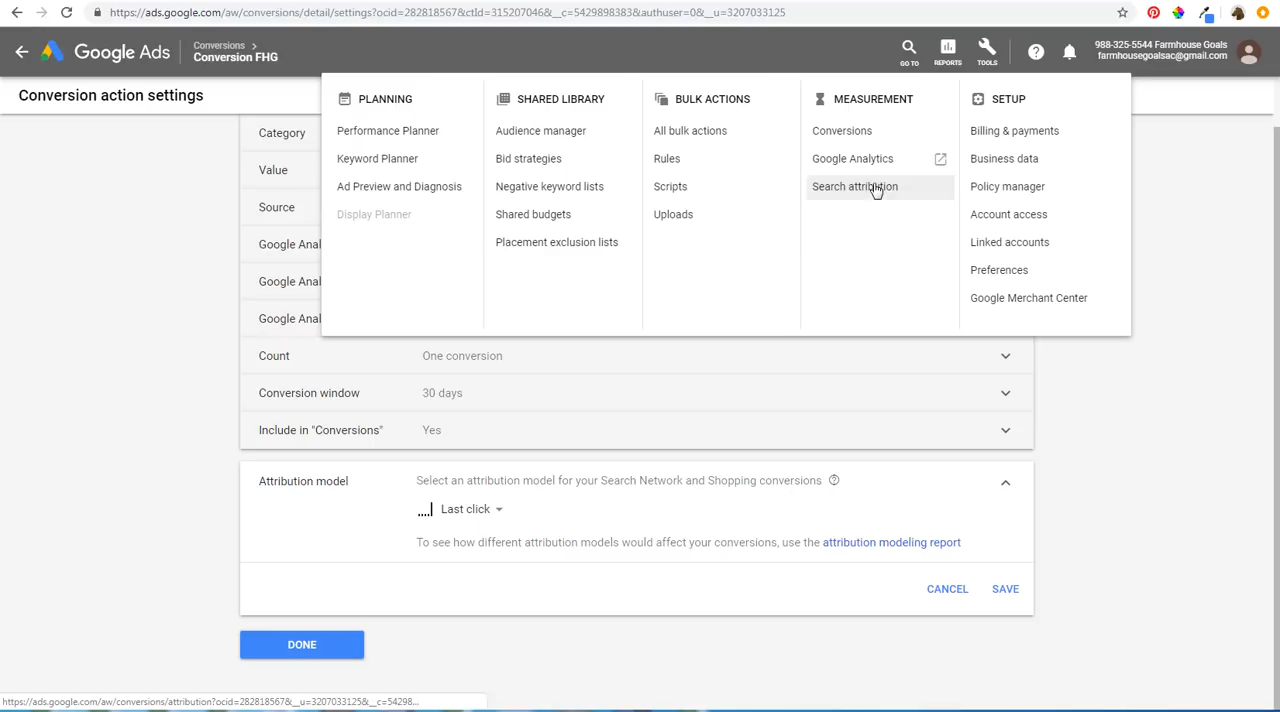 https://ads.google.com/aw/conversions/detail/settings?ocid=282818567&ctId=315207046&__c=5429898383&authuser=0&__u=3207033125
Google Ads
Conversions >
Conversion FHG
GO TO
REPORTS
TOOLS
988-325-5544 Farmhouse Goals
farmhousegoalsac@gmail.com
Conversion action settings
PLANNING
Performance Planner
Keyword Planner
Ad Preview and Diagnosis
Display Planner
SHARED LIBRARY
Audience manager
Bid strategies
Negative keyword lists
Shared budgets
Placement exclusion lists
BULK ACTIONS
All bulk actions
Rules
Scripts
Uploads
MEASUREMENT
Conversions
Google Analytics
Search attribution
SETUP
Billing & payments
Business data
Policy manager
Account access
Linked accounts
Preferences
Google Merchant Center
Category
Value
Source
Google Anal
Google Anal
Google Anal
Count One conversion
Conversion window 30 days
Include in "Conversions" Yes
Attribution model Select an attribution model for your Search Network and Shopping conversions
Last click
To see how different attribution models would affect your conversions, use the attribution modeling report
CANCEL SAVE
DONE
https://ads.google.com/aw/conversions/attribution?ocid=282818567&__u=3207033125&__c=54298...